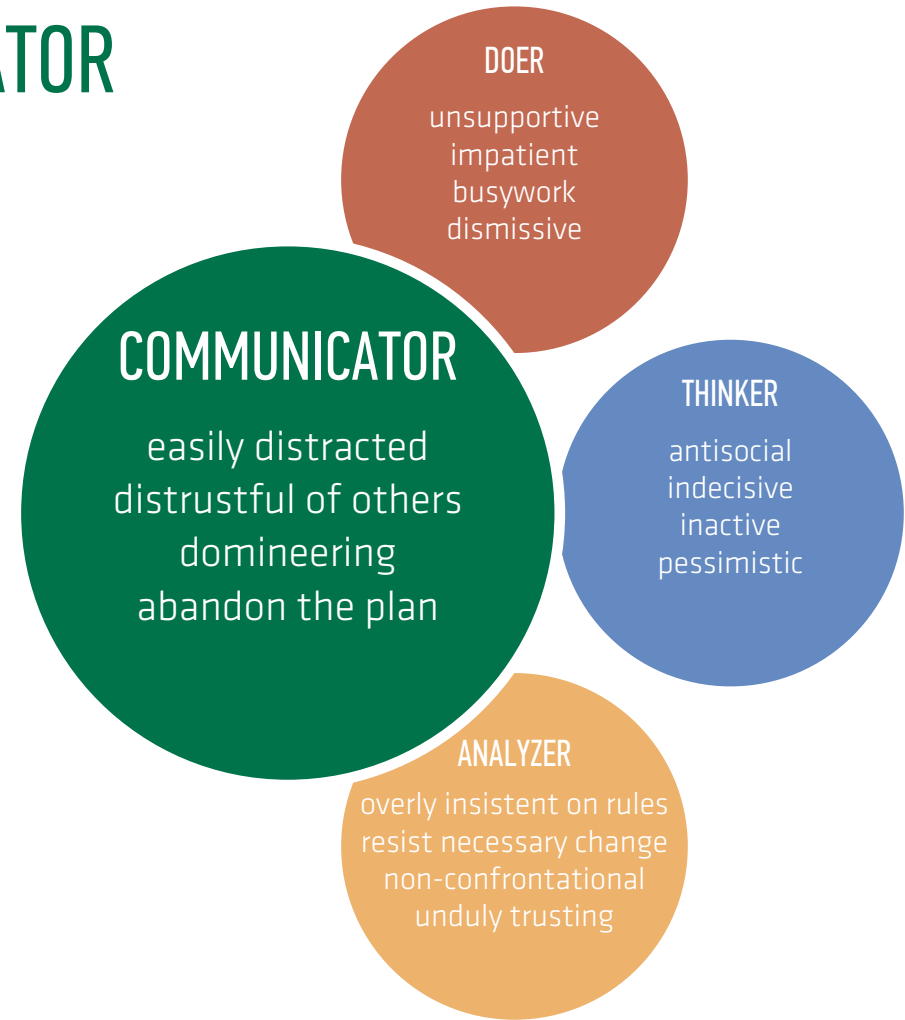 ATOR
DOER
unsupportive
impatient
busywork
dismissive
COMMUNICATOR
easily distracted
distrustful of others
domineering
abandon the plan
THINKER
antisocial
indecisive
inactive
pessimistic
ANALYZER
overly insistent on rules
resist necessary change
non-confrontational
unduly trusting